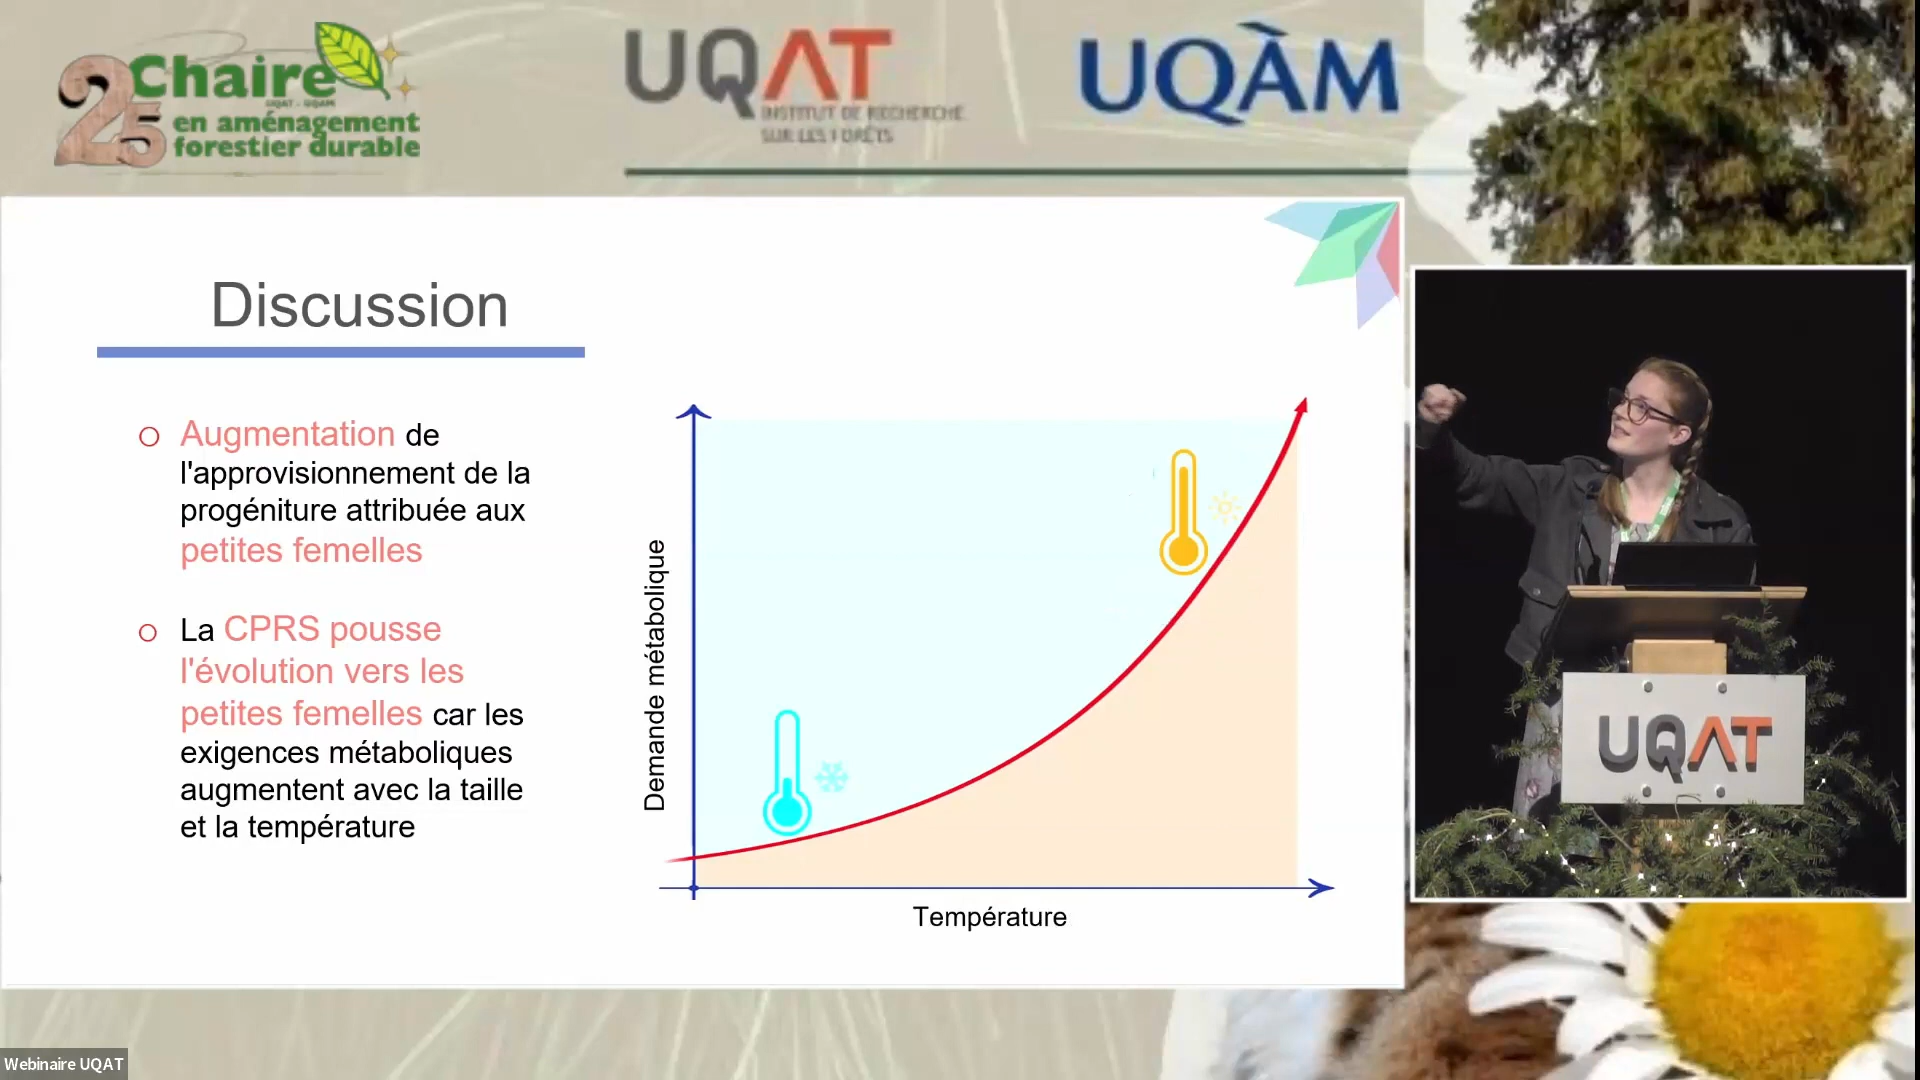 25 Chaire
UQAT - UQAM
en aménagement
forestier durable
UQAT
INSTITUT DE RECHERCHE
SUR LES FORÊTS
UQÀM
Discussion
Augmentation de
l'approvisionnement de la
progéniture attribuée aux
petites femelles
La CPRS pousse
l'évolution vers les
petites femelles car les
exigences métaboliques
augmentent avec la taille
et la température
Demande métabolique
Température
UQAT
Webinaire UQAT